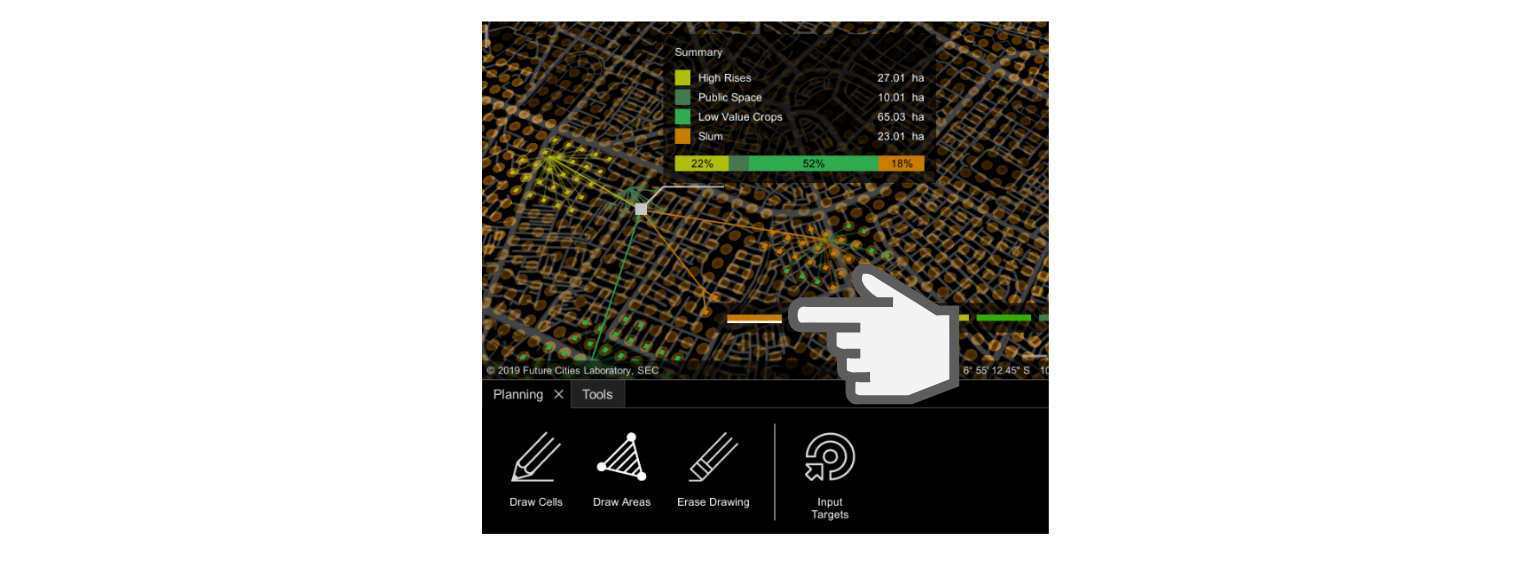 Summary
High Rises 27.01 ha
Public Space 10.01 ha
Low Value Crops 65.03 ha
Slum 23.01 ha
22% 52% 18%
© 2019 Future Cities Laboratory, SEC 6° 55' 12.45" S 10
Planning Tools
Draw Cells Draw Areas Erase Drawing Input
Targets